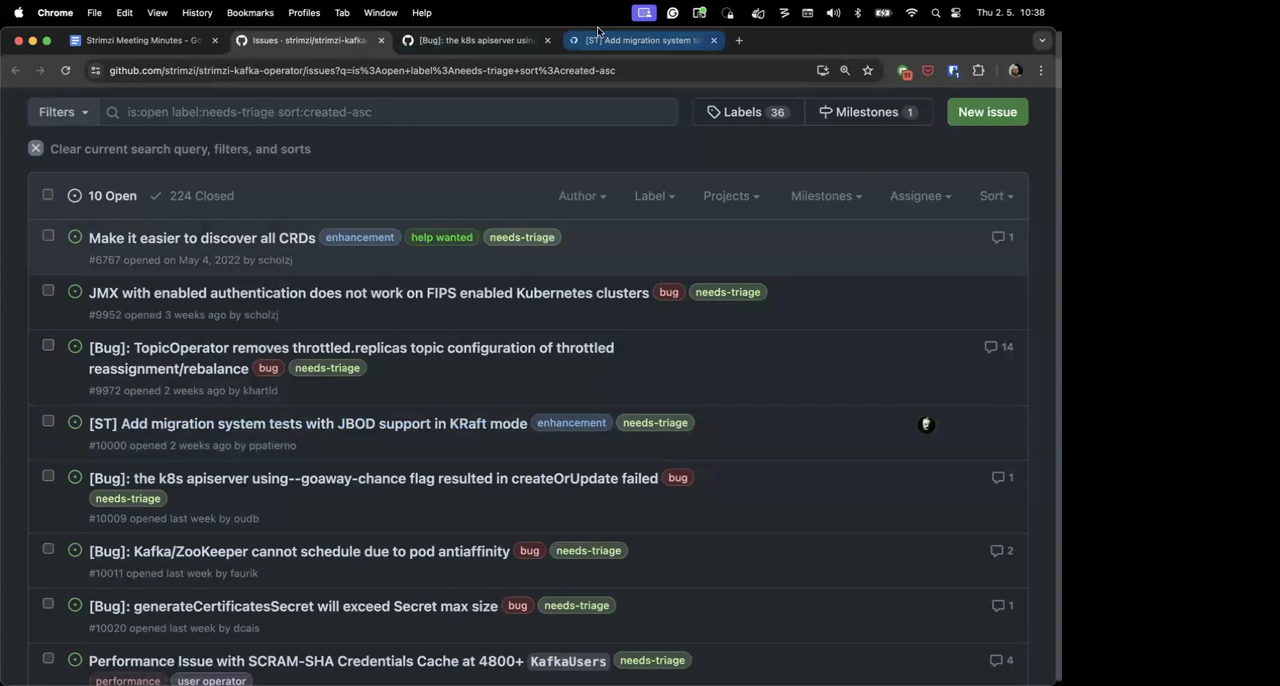 Chrome File Edit View History Bookmarks Profiles Tab Window Help Thu 2. 5. 10:38
Strimzi Meeting Minutes - Go Issues · strimzi/strimzi-kafka [Bug]: the k8s apiserver usin [ST] Add migration system t
github.com/strimzi/strimzi-kafka-operator/issues?q=is%3Aopen+label%3Aneeds-triage+sort%3Acreated-asc
Filters is:open label:needs-triage sort:created-asc Labels 36 Milestones 1 New issue
Clear current search query, filters, and sorts
10 Open 224 Closed Author Label Projects Milestones Assignee Sort
Make it easier to discover all CRDs enhancement help wanted needs-triage 1
#6767 opened on May 4, 2022 by scholzj
JMX with enabled authentication does not work on FIPS enabled Kubernetes clusters bug needs-triage
#9952 opened 3 weeks ago by scholzj
[Bug]: TopicOperator removes throttled.replicas topic configuration of throttled 14
reassignment/rebalance bug needs-triage
#9972 opened 2 weeks ago by khartld
[ST] Add migration system tests with JBOD support in KRaft mode enhancement needs-triage
#10000 opened 2 weeks ago by ppatierno
[Bug]: the k8s apiserver using--goaway-chance flag resulted in createOrUpdate failed bug 1
needs-triage
#10009 opened last week by oudb
[Bug]: Kafka/ZooKeeper cannot schedule due to pod antiaffinity bug needs-triage 2
#10011 opened last week by faurik
[Bug]: generateCertificatesSecret will exceed Secret max size bug needs-triage 1
#10020 opened last week by dcais
Performance Issue with SCRAM-SHA Credentials Cache at 4800+ KafkaUsers needs-triage 4
performance user operator